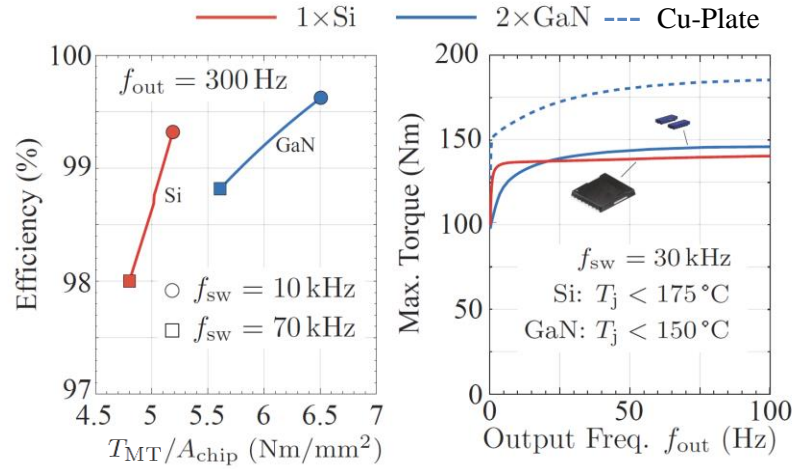 1×Si 2×GaN Cu-Plate
100
99
98
97
Efficiency (%)
f_out = 300 Hz
GaN
Si
f_sw = 10 kHz
f_sw = 70 kHz
4.5 5 5.5 6 6.5 7
T_MT/A_chip (Nm/mm²)
200
150
100
50
0
Max. Torque (Nm)
f_sw = 30 kHz
Si: T_j < 175 °C
GaN: T_j < 150 °C
0 50 100
Output Freq. f_out (Hz)